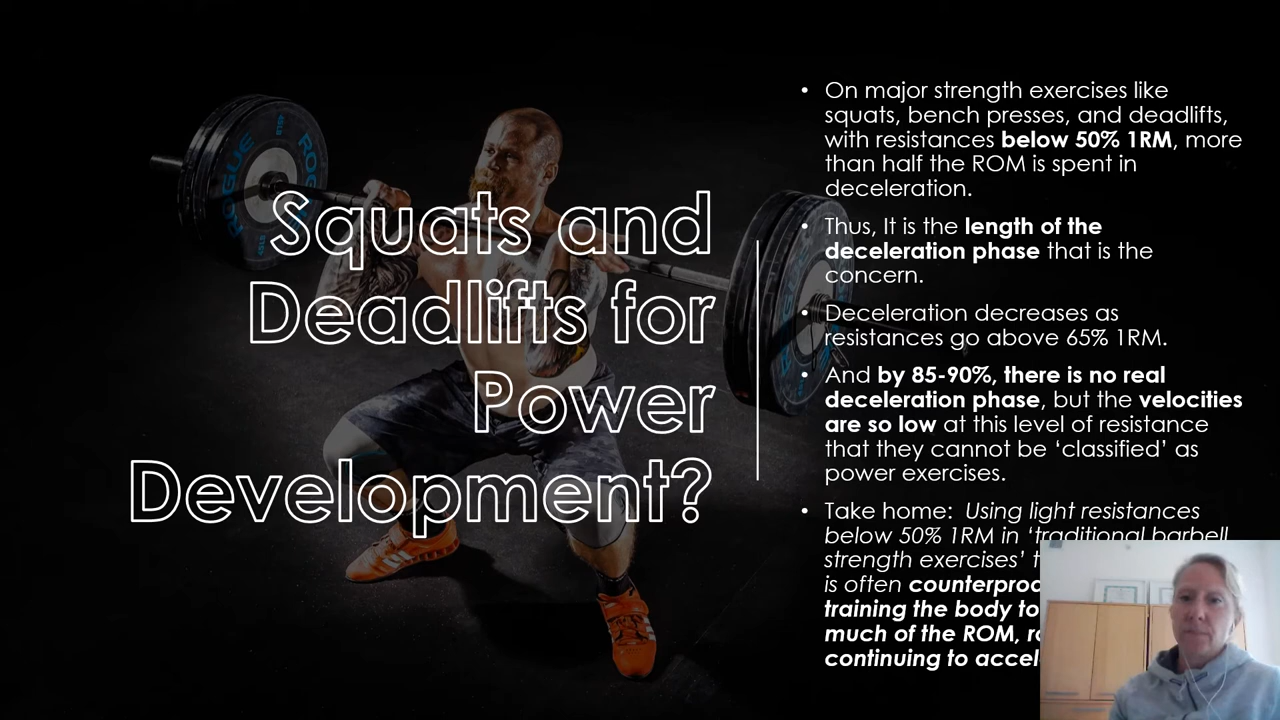 Squats and
Deadlifts for
Power
Development?
• On major strength exercises like
squats, bench presses, and deadlifts,
with resistances below 50% 1RM, more
than half the ROM is spent in
deceleration.
• Thus, It is the length of the
deceleration phase that is the
concern.
• Deceleration decreases as
resistances go above 65% 1RM.
• And by 85-90%, there is no real
deceleration phase, but the velocities
are so low at this level of resistance
that they cannot be ‘classified’ as
power exercises.
• Take home: Using light resistances
below 50% 1RM in ‘traditional barbell
strength exercises’
is often
training the body to
much of the ROM,
continuing to
ROGUE
ROGUE